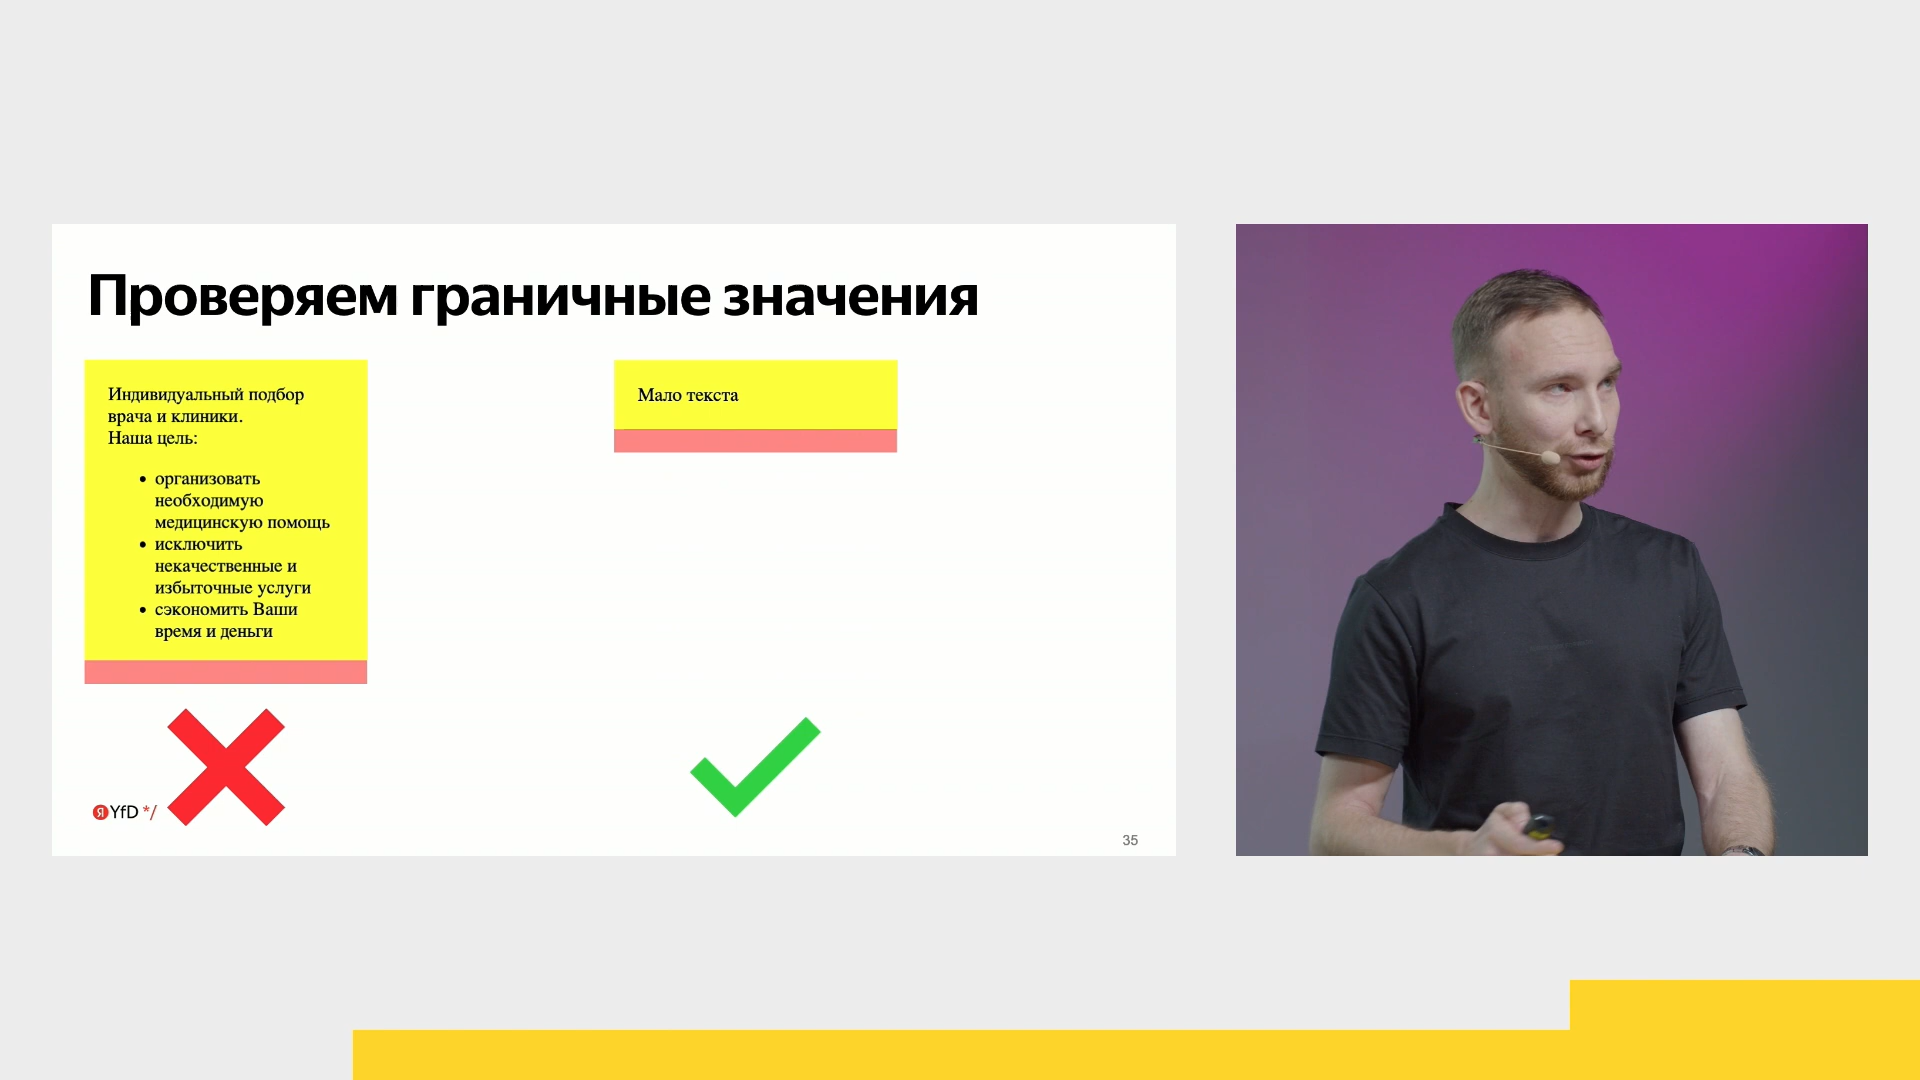 Проверяем граничные значения
Индивидуальный подбор
врача и клиники.
Наша цель:
• организовать
необходимую
медицинскую помощь
• исключить
некачественные и
избыточные услуги
• сэкономить Ваши
время и деньги
Мало текста
Я YfD */
35